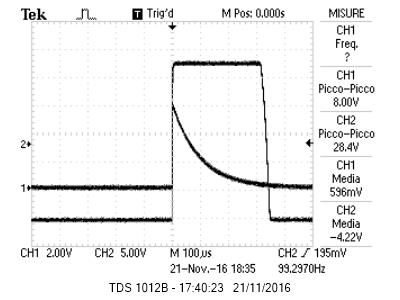 Tek T Trig'd M Pos: 0.000s MISURE
CH1
Freq.
?
CH1
Picco-Picco
8.00V
CH2
Picco-Picco
28.4V
CH1
Media
596mV
CH2
Media
-4.22V
2
1
CH1 2.00V CH2 5.00V M 100µs CH2 ∕ 195mV
21-Nov.-16 18:35 99.2970Hz
TDS 1012B - 17:40:23 21/11/2016